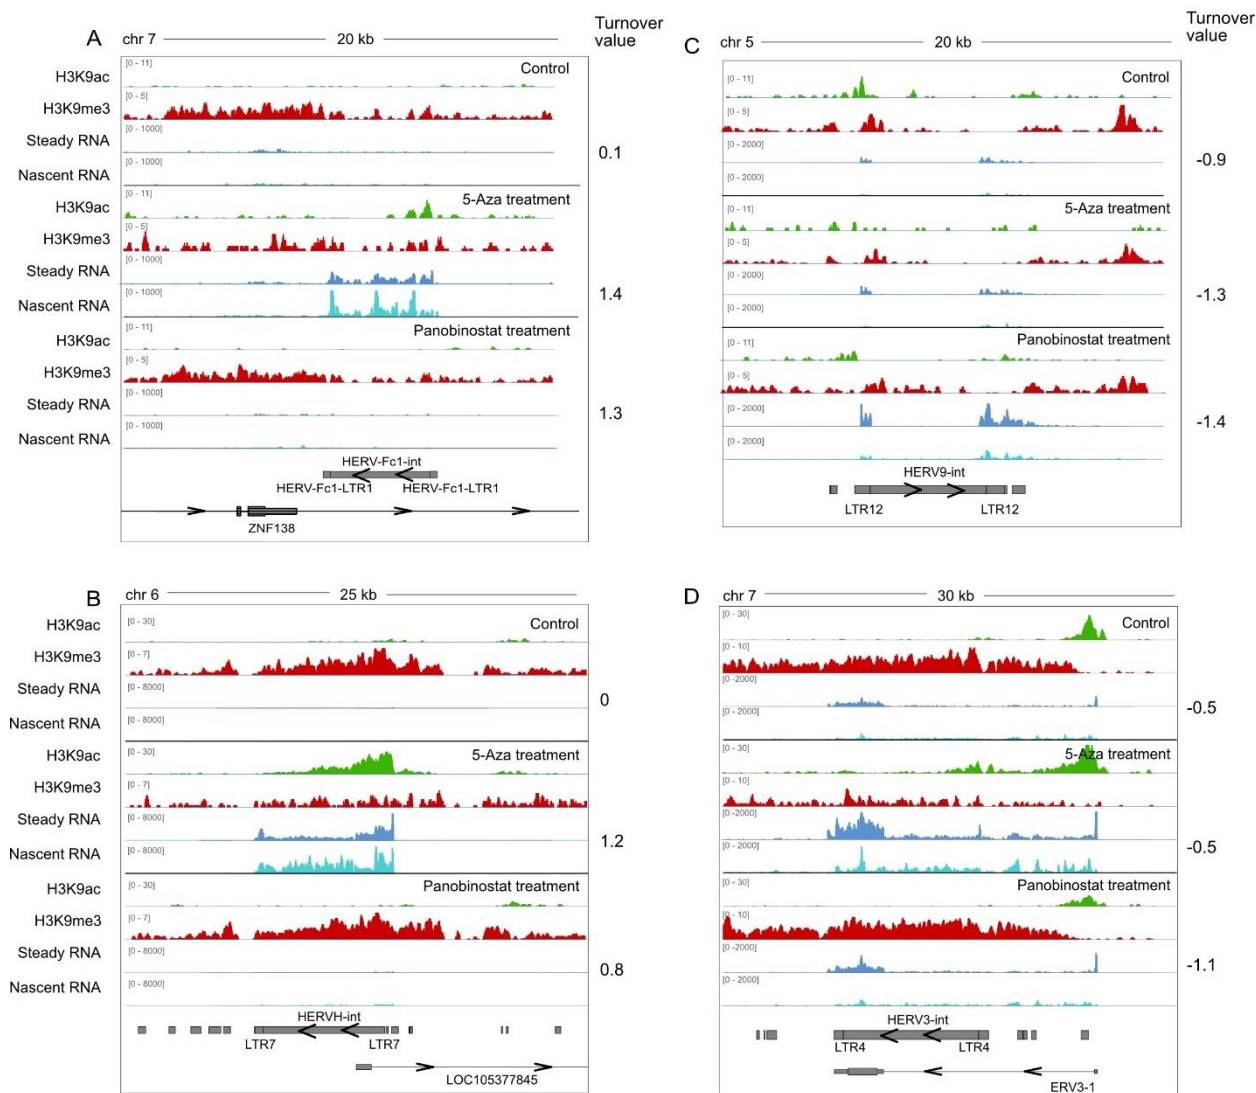 Turnover
value
A
chr 7
20 kb
H3K9ac
[0 - 11]
Control
H3K9me3
[0 - 5]
Steady RNA
[0 - 1000]
0.1
Nascent RNA
[0 - 1000]
H3K9ac
[0 - 11]
5-Aza treatment
H3K9me3
[0 - 5]
Steady RNA
[0 - 1000]
1.4
Nascent RNA
[0 - 1000]
H3K9ac
[0 - 11]
Panobinostat treatment
H3K9me3
[0 - 5]
Steady RNA
[0 - 1000]
1.3
Nascent RNA
[0 - 1000]
HERV-Fc1-int
HERV-Fc1-LTR1 HERV-Fc1-LTR1
ZNF138
B
chr 6
25 kb
H3K9ac
[0 - 30]
Control
H3K9me3
[0 - 7]
Steady RNA
[0 - 8000]
0
Nascent RNA
[0 - 8000]
H3K9ac
[0 - 30]
5-Aza treatment
H3K9me3
[0 - 7]
Steady RNA
[0 - 8000]
1.2
Nascent RNA
[0 - 8000]
H3K9ac
[0 - 30]
Panobinostat treatment
H3K9me3
[0 - 7]
Steady RNA
[0 - 8000]
0.8
Nascent RNA
[0 - 8000]
HERVH-int
LTR7 LTR7
LOC105377845
Turnover
value
C
chr 5
20 kb
[0 - 11]
Control
[0 - 5]
[0 - 2000]
-0.9
[0 - 2000]
[0 - 11]
5-Aza treatment
[0 - 5]
[0 - 2000]
-1.3
[0 - 2000]
[0 - 11]
Panobinostat treatment
[0 - 5]
[0 - 2000]
-1.4
[0 - 2000]
HERV9-int
LTR12 LTR12
D
chr 7
30 kb
[0 - 30]
Control
[0 - 10]
[0 -2000]
-0.5
[0 - 2000]
[0 - 30]
5-Aza treatment
[0 - 10]
[0 -2000]
-0.5
[0 - 2000]
[0 - 30]
Panobinostat treatment
[0 - 10]
[0 -2000]
-1.1
[0 - 2000]
HERV3-int
LTR4 LTR4
ERV3-1